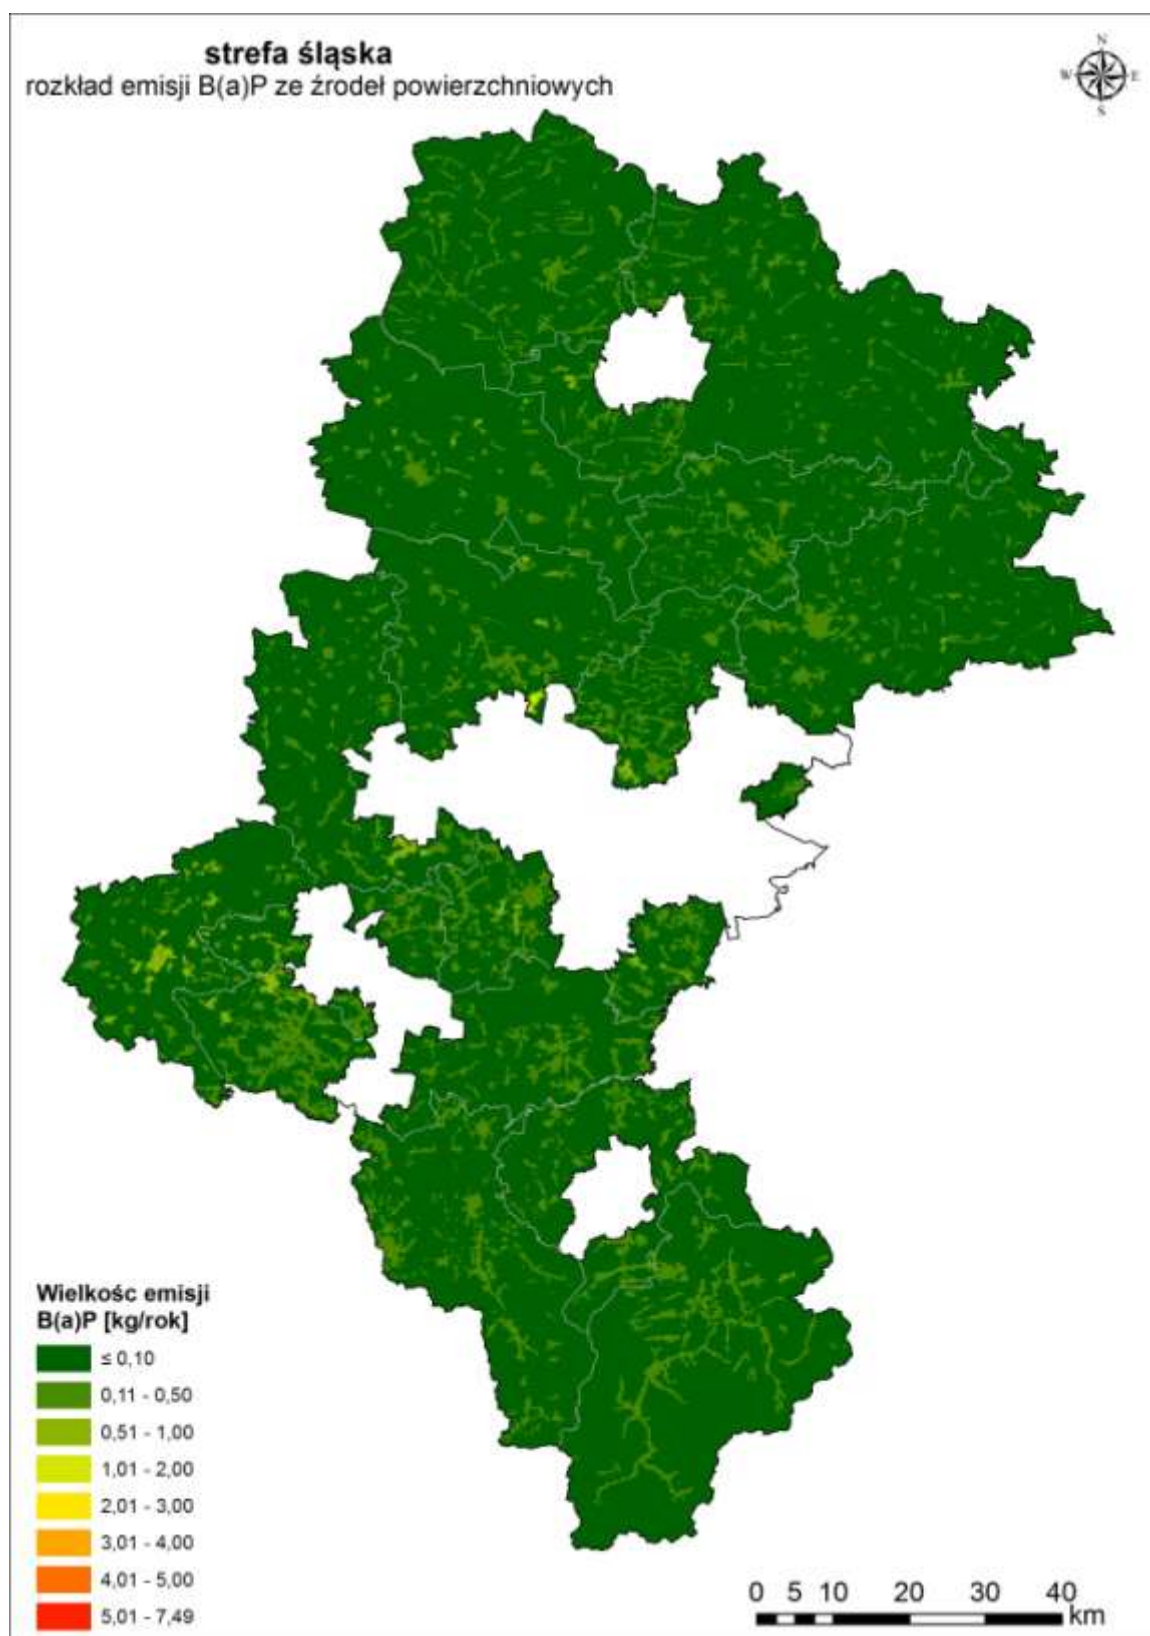 strefa śląska
rozkład emisji B(a)P ze źrodeł powierzchniowych
N
W E
S
Wielkośc emisji
B(a)P [kg/rok]
≤ 0,10
0,11 - 0,50
0,51 - 1,00
1,01 - 2,00
2,01 - 3,00
3,01 - 4,00
4,01 - 5,00
5,01 - 7,49
0 5 10 20 30 40
km